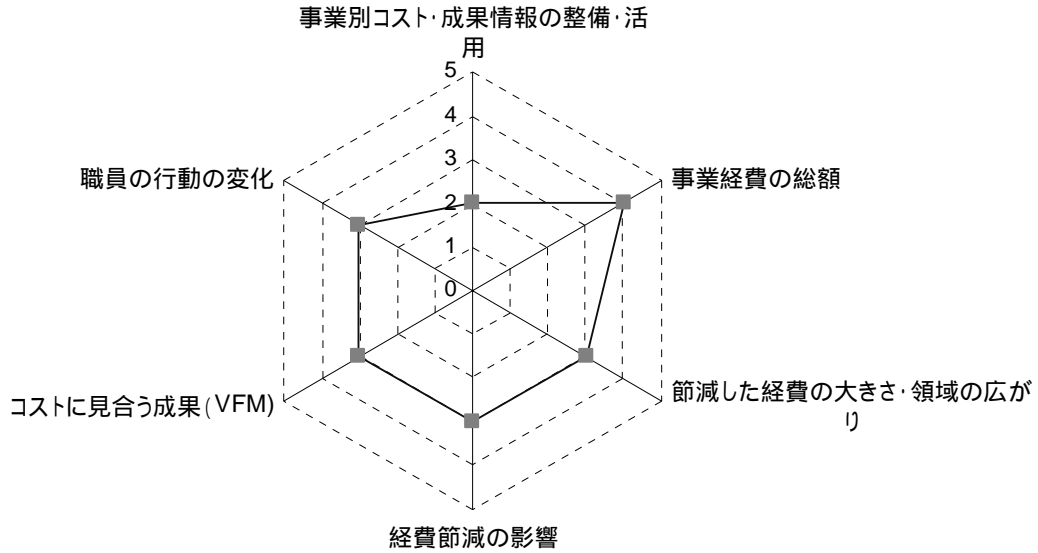 事業別コスト・成果情報の整備・活
用
5
4
3
2
1
0
事業経費の総額
節減した経費の大きさ・領域の広が
り
経費節減の影響
コストに見合う成果(VFM)
職員の行動の変化